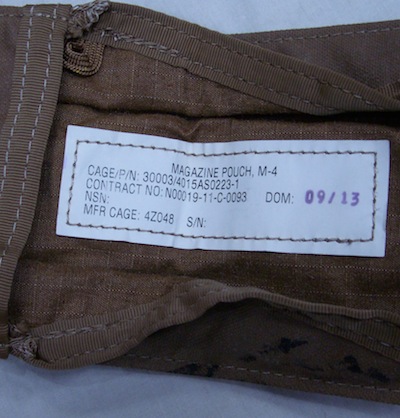 MAGAZINE POUCH, M-4
CAGE/P/N: 30003/4015AS0223-1
CONTRACT NO: N00019-11-C-0093 DOM: 09/13
NSN:
MFR CAGE: 4Z048 S/N: